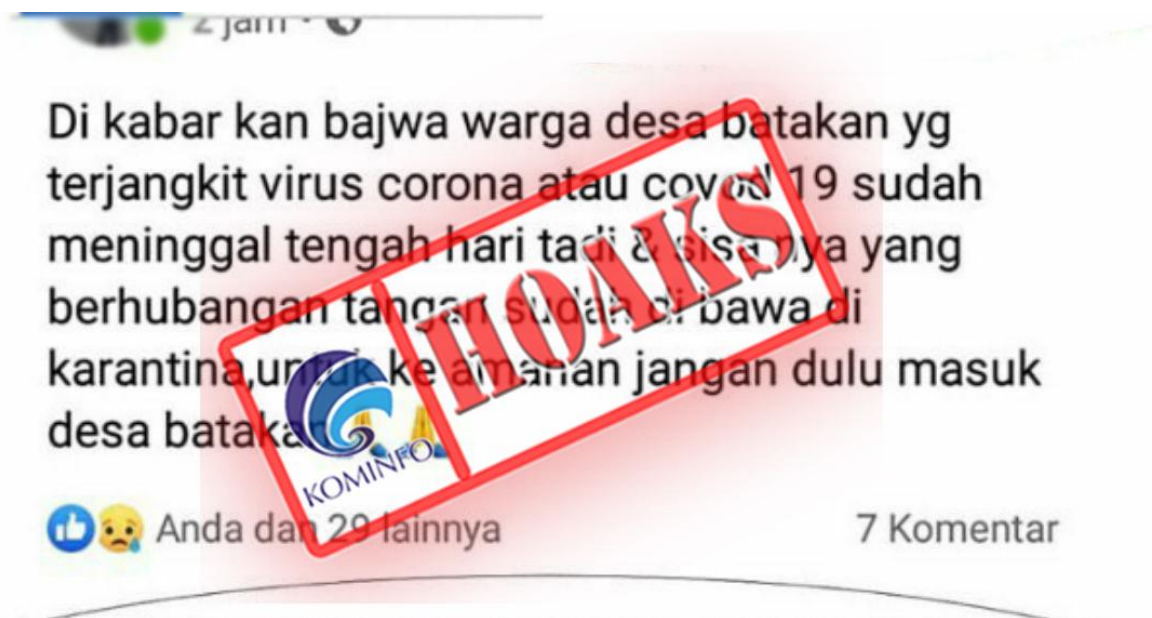 2 jam
Di kabar kan bajwa warga desa batakan yg
terjangkit virus corona atau covod 19 sudah
meninggal tengah hari tadi & sisa nya yang
berhubangan tangan sudah di bawa di
karantina,untuk ke amanan jangan dulu masuk
desa batakan
HOAKS
KOMINFO
Anda dan 29 lainnya
7 Komentar